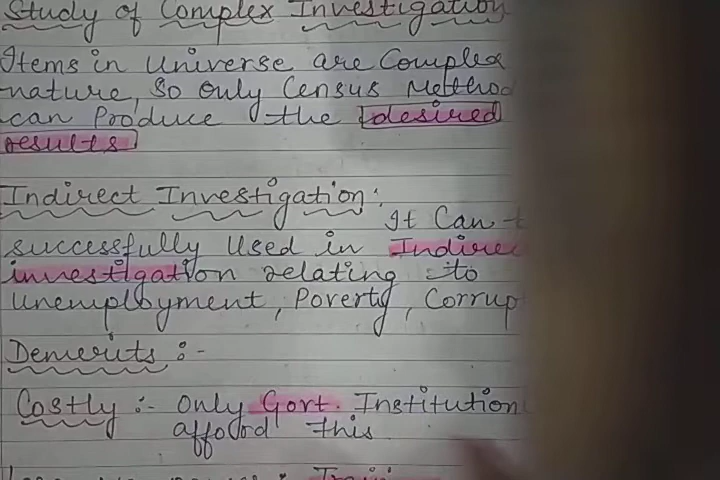 Study of Complex Investigation
Items in Universe are Complex
nature, So only Census Method
can Produce the desired
results
Indirect Investigation:
It Can
successfully Used in Indirec
investigation relating to
Unemployment, Poverty, Corrup
Demerits :-
Costly :- Only Govt. Institution
afford this